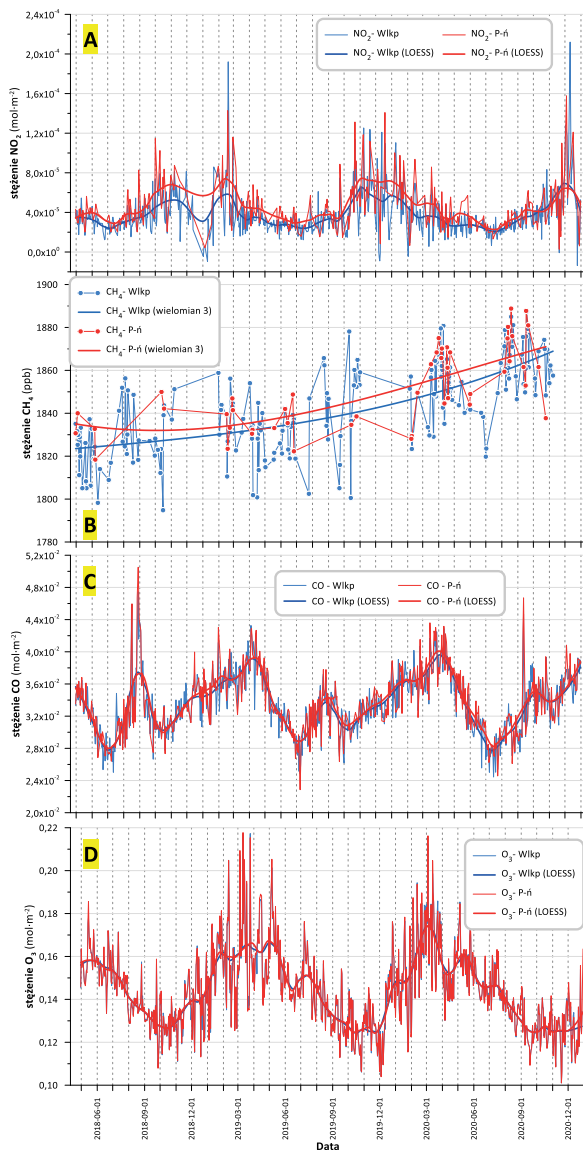 A
NO₂- Wlkp
NO₂- P-ń
NO₂- Wlkp (LOESS)
NO₂- P-ń (LOESS)
stężenie NO₂ (mol·m⁻²)
2,4x10⁻⁴
2,0x10⁻⁴
1,6x10⁻⁴
1,2x10⁻⁴
8,0x10⁻⁵
4,0x10⁻⁵
0,0x10⁰
B
CH₄- Wlkp
CH₄- Wlkp (wielomian 3)
CH₄- P-ń
CH₄- P-ń (wielomian 3)
stężenie CH₄ (ppb)
1900
1880
1860
1840
1820
1800
1780
C
CO - Wlkp
CO - P-ń
CO - Wlkp (LOESS)
CO - P-ń (LOESS)
stężenie CO (mol·m⁻²)
5,2x10⁻²
4,8x10⁻²
4,4x10⁻²
4,0x10⁻²
3,6x10⁻²
3,2x10⁻²
2,8x10⁻²
2,4x10⁻²
2,0x10⁻²
D
O₃- Wlkp
O₃- Wlkp (LOESS)
O₃- P-ń
O₃- P-ń (LOESS)
stężenie O₃ (mol·m⁻²)
0,22
0,20
0,18
0,16
0,14
0,12
0,10
2018-06-01
2018-09-01
2018-12-01
2019-03-01
2019-06-01
2019-09-01
2019-12-01
2020-03-01
2020-06-01
2020-09-01
2020-12-01
Data